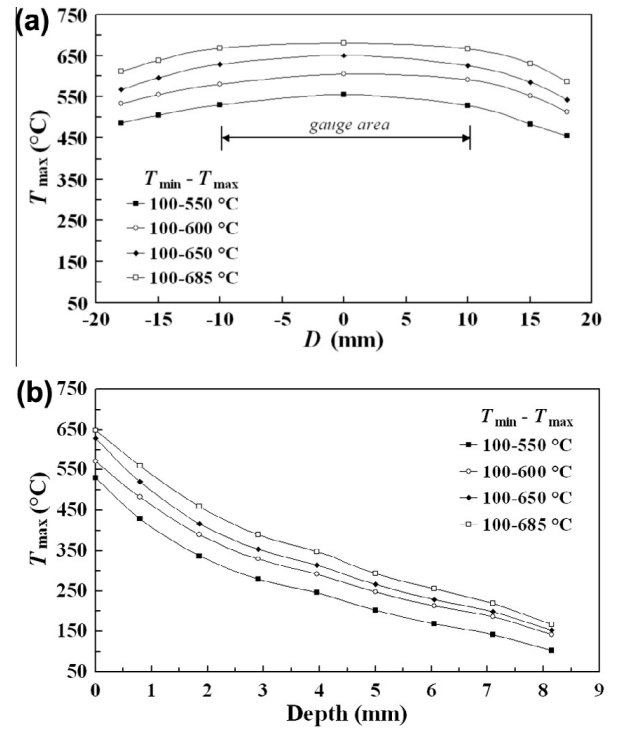 (a)
750
650
550
450
350
250
150
50
T max (°C)
gauge area
T min - T max
100-550 °C
100-600 °C
100-650 °C
100-685 °C
-20 -15 -10 -5 0 5 10 15 20
D (mm)
(b)
750
650
550
450
350
250
150
50
T max (°C)
T min - T max
100-550 °C
100-600 °C
100-650 °C
100-685 °C
0 1 2 3 4 5 6 7 8 9
Depth (mm)